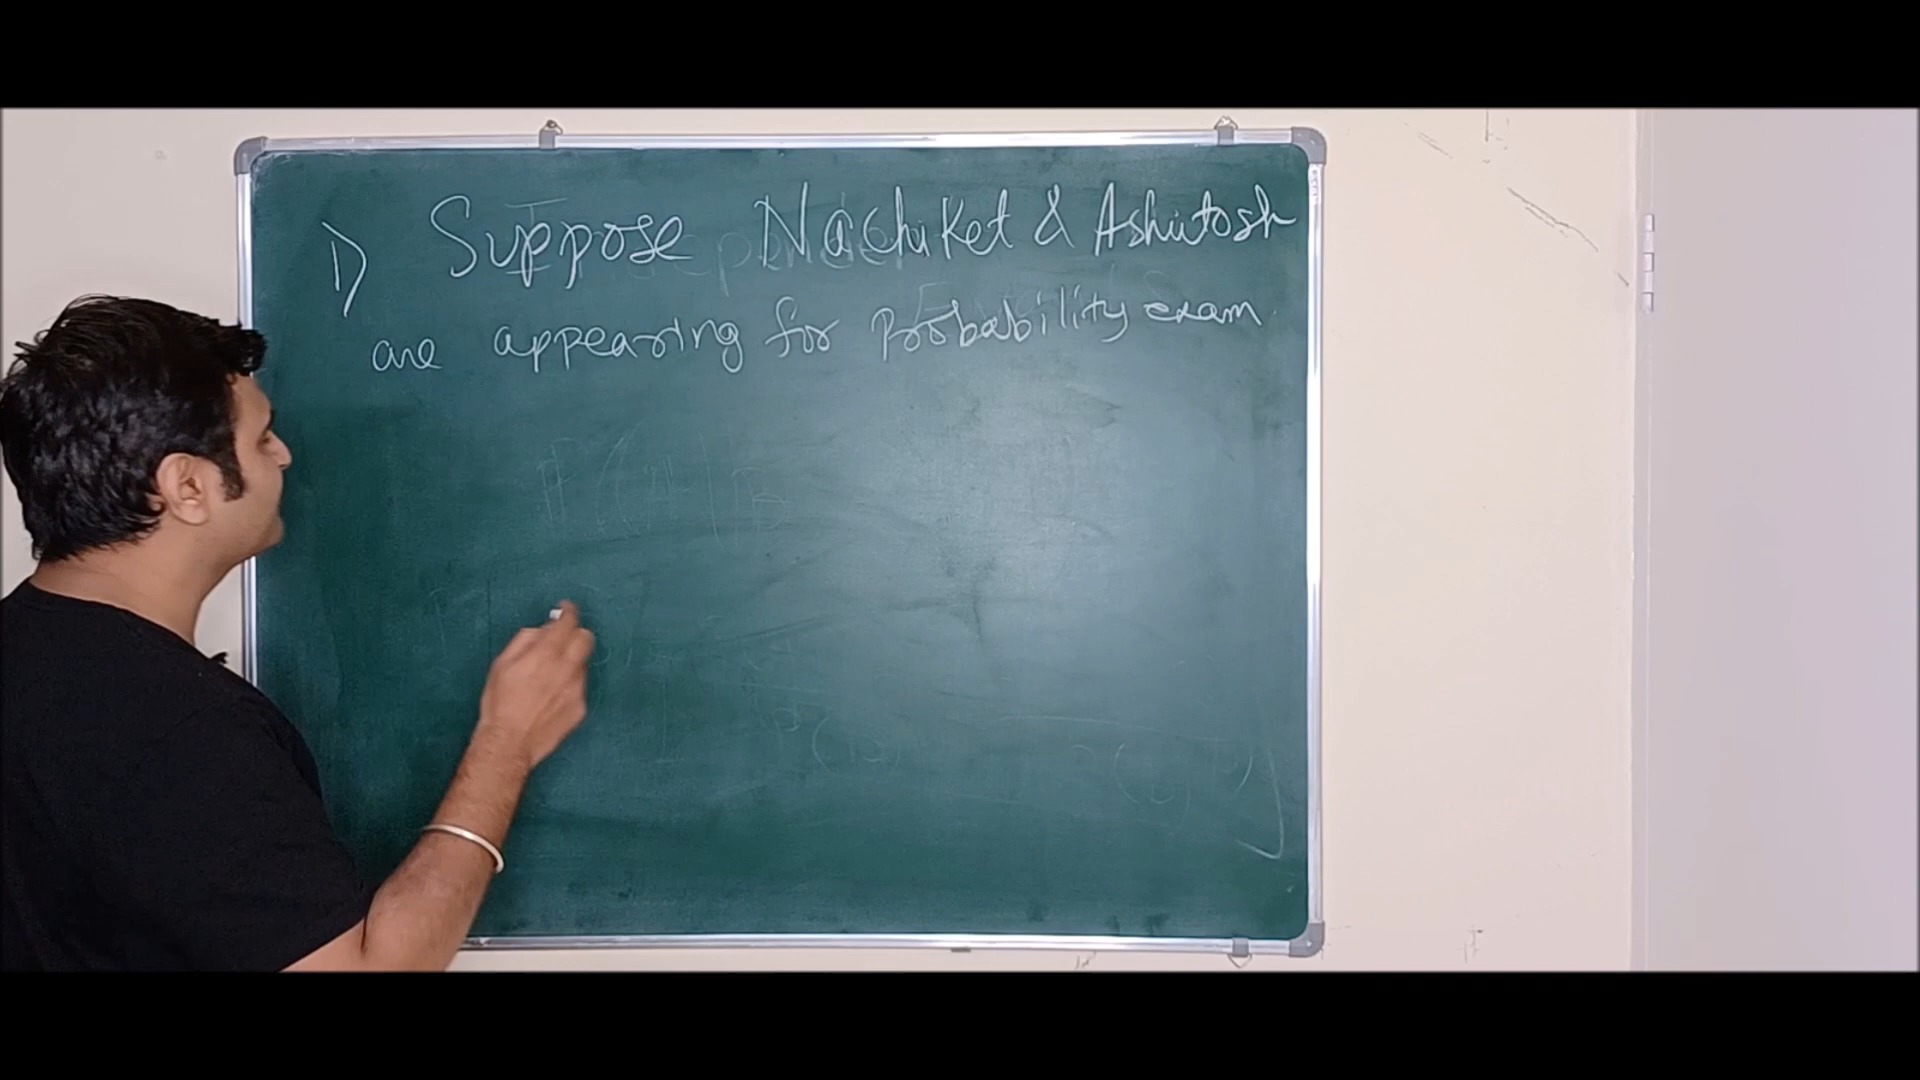 1) Suppose Nachiket & Ashutosh
are appearing for Probability exam.